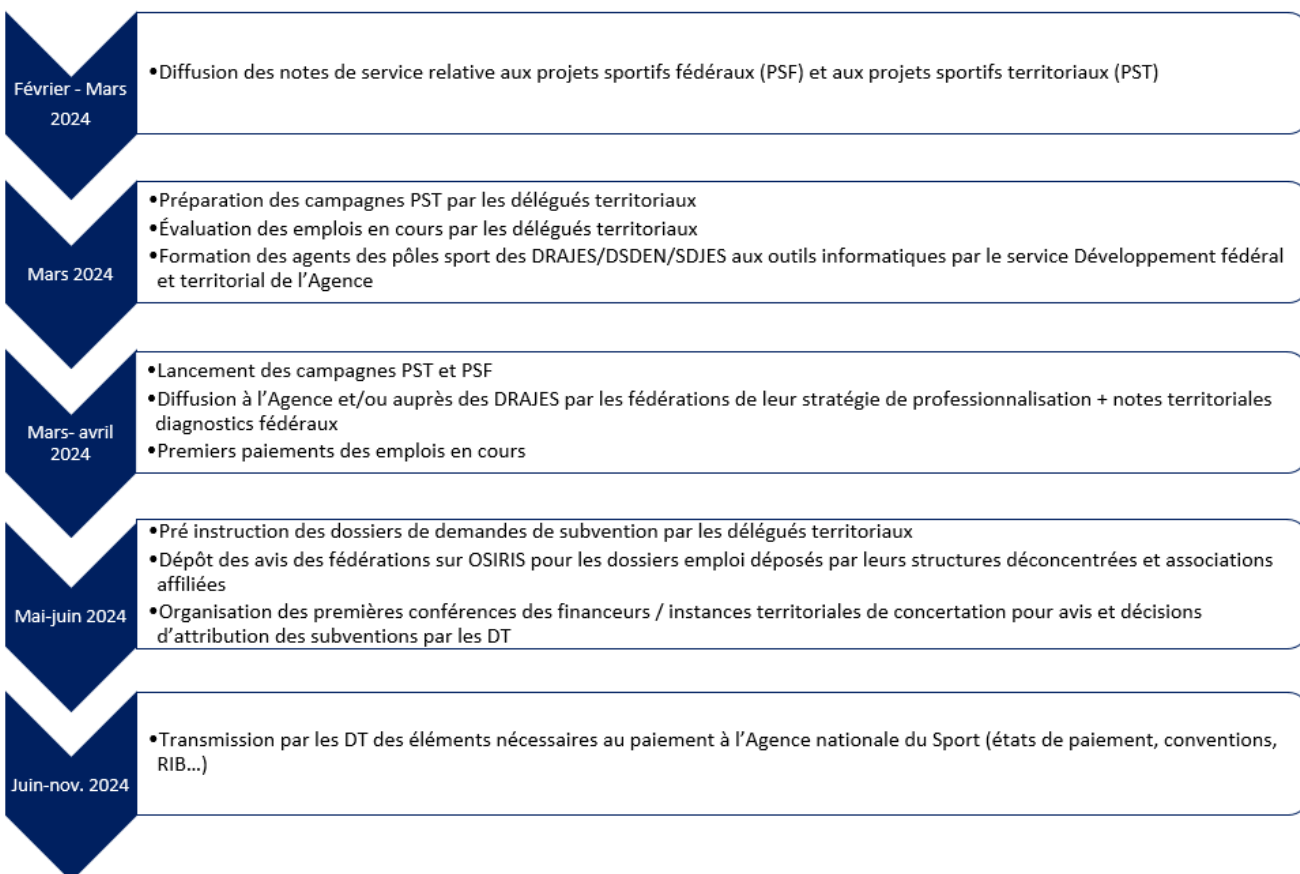 Février - Mars
2024
•Diffusion des notes de service relative aux projets sportifs fédéraux (PSF) et aux projets sportifs territoriaux (PST)
Mars 2024
•Préparation des campagnes PST par les délégués territoriaux
•Évaluation des emplois en cours par les délégués territoriaux
•Formation des agents des pôles sport des DRAJES/DSDEN/SDJES aux outils informatiques par le service Développement fédéral
et territorial de l’Agence
Mars- avril
2024
•Lancement des campagnes PST et PSF
•Diffusion à l’Agence et/ou auprès des DRAJES par les fédérations de leur stratégie de professionnalisation + notes territoriales
diagnostics fédéraux
•Premiers paiements des emplois en cours
Mai-juin 2024
•Pré instruction des dossiers de demandes de subvention par les délégués territoriaux
•Dépôt des avis des fédérations sur OSIRIS pour les dossiers emploi déposés par leurs structures déconcentrées et associations
affiliées
•Organisation des premières conférences des financeurs / instances territoriales de concertation pour avis et décisions
d’attribution des subventions par les DT
Juin-nov. 2024
•Transmission par les DT des éléments nécessaires au paiement à l’Agence nationale du Sport (états de paiement, conventions,
RIB…)